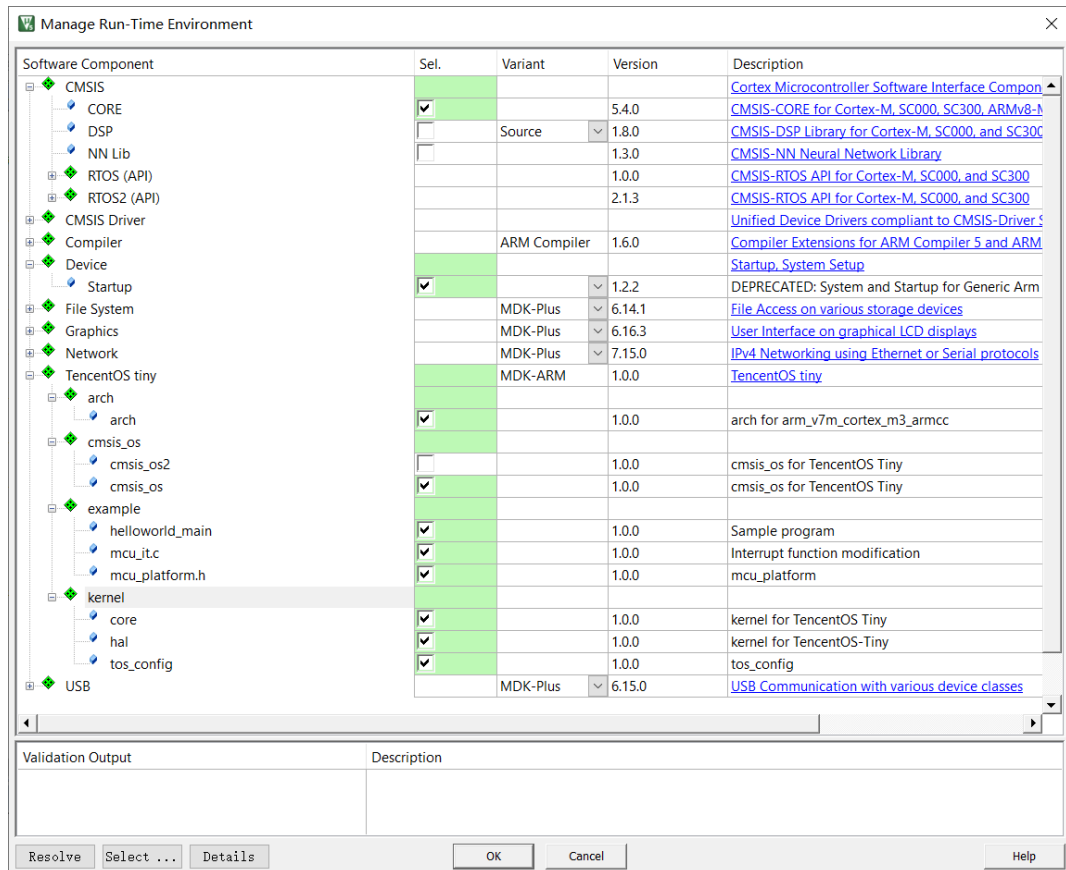 Manage Run-Time Environment
Software Component Sel. Variant Version Description
CMSIS Cortex Microcontroller Software Interface Compon
CORE 5.4.0 CMSIS-CORE for Cortex-M, SC000, SC300, ARMv8-M
DSP Source 1.8.0 CMSIS-DSP Library for Cortex-M, SC000, and SC300
NN Lib 1.3.0 CMSIS-NN Neural Network Library
RTOS (API) 1.0.0 CMSIS-RTOS API for Cortex-M, SC000, and SC300
RTOS2 (API) 2.1.3 CMSIS-RTOS API for Cortex-M, SC000, and SC300
CMSIS Driver Unified Device Drivers compliant to CMSIS-Driver S
Compiler ARM Compiler 1.6.0 Compiler Extensions for ARM Compiler 5 and ARM
Device Startup, System Setup
Startup 1.2.2 DEPRECATED: System and Startup for Generic Arm
File System MDK-Plus 6.14.1 File Access on various storage devices
Graphics MDK-Plus 6.16.3 User Interface on graphical LCD displays
Network MDK-Plus 7.15.0 IPv4 Networking using Ethernet or Serial protocols
TencentOS tiny MDK-ARM 1.0.0 TencentOS tiny
arch
arch 1.0.0 arch for arm_v7m_cortex_m3_armcc
cmsis_os
cmsis_os2 1.0.0 cmsis_os for TencentOS Tiny
cmsis_os 1.0.0 cmsis_os for TencentOS Tiny
example
helloworld_main 1.0.0 Sample program
mcu_it.c 1.0.0 Interrupt function modification
mcu_platform.h 1.0.0 mcu_platform
kernel
core 1.0.0 kernel for TencentOS Tiny
hal 1.0.0 kernel for TencentOS-Tiny
tos_config 1.0.0 tos_config
USB MDK-Plus 6.15.0 USB Communication with various device classes
Validation Output Description
Resolve Select ... Details OK Cancel Help